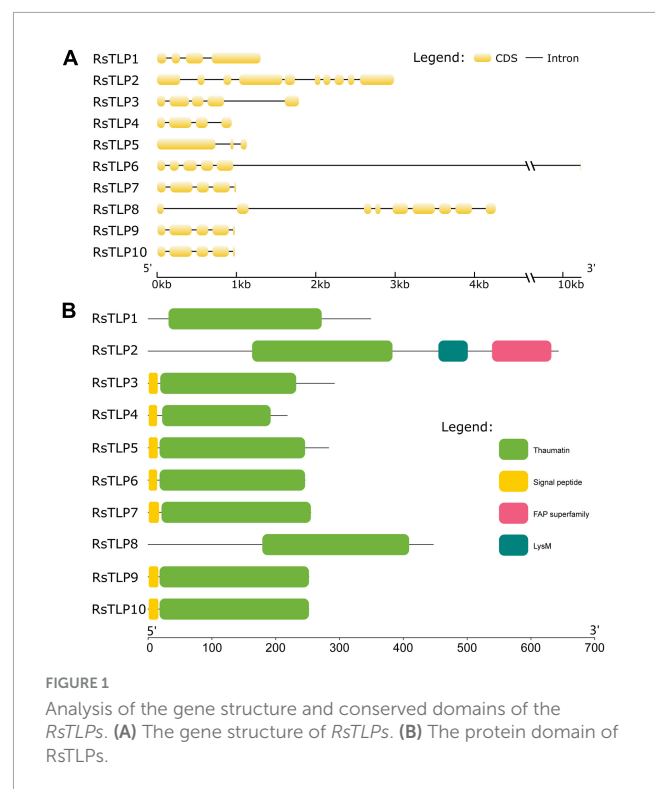 A
Legend: CDS Intron
RsTLP1
RsTLP2
RsTLP3
RsTLP4
RsTLP5
RsTLP6
RsTLP7
RsTLP8
RsTLP9
RsTLP10
5' 3'
0kb 1kb 2kb 3kb 4kb 10kb
B
RsTLP1
RsTLP2
RsTLP3
RsTLP4
RsTLP5
RsTLP6
RsTLP7
RsTLP8
RsTLP9
RsTLP10
Legend:
Thaumatin
Signal peptide
FAP superfamily
LysM
5' 3'
0 100 200 300 400 500 600 700
FIGURE 1
Analysis of the gene structure and conserved domains of the
RsTLPs. (A) The gene structure of RsTLPs. (B) The protein domain of
RsTLPs.